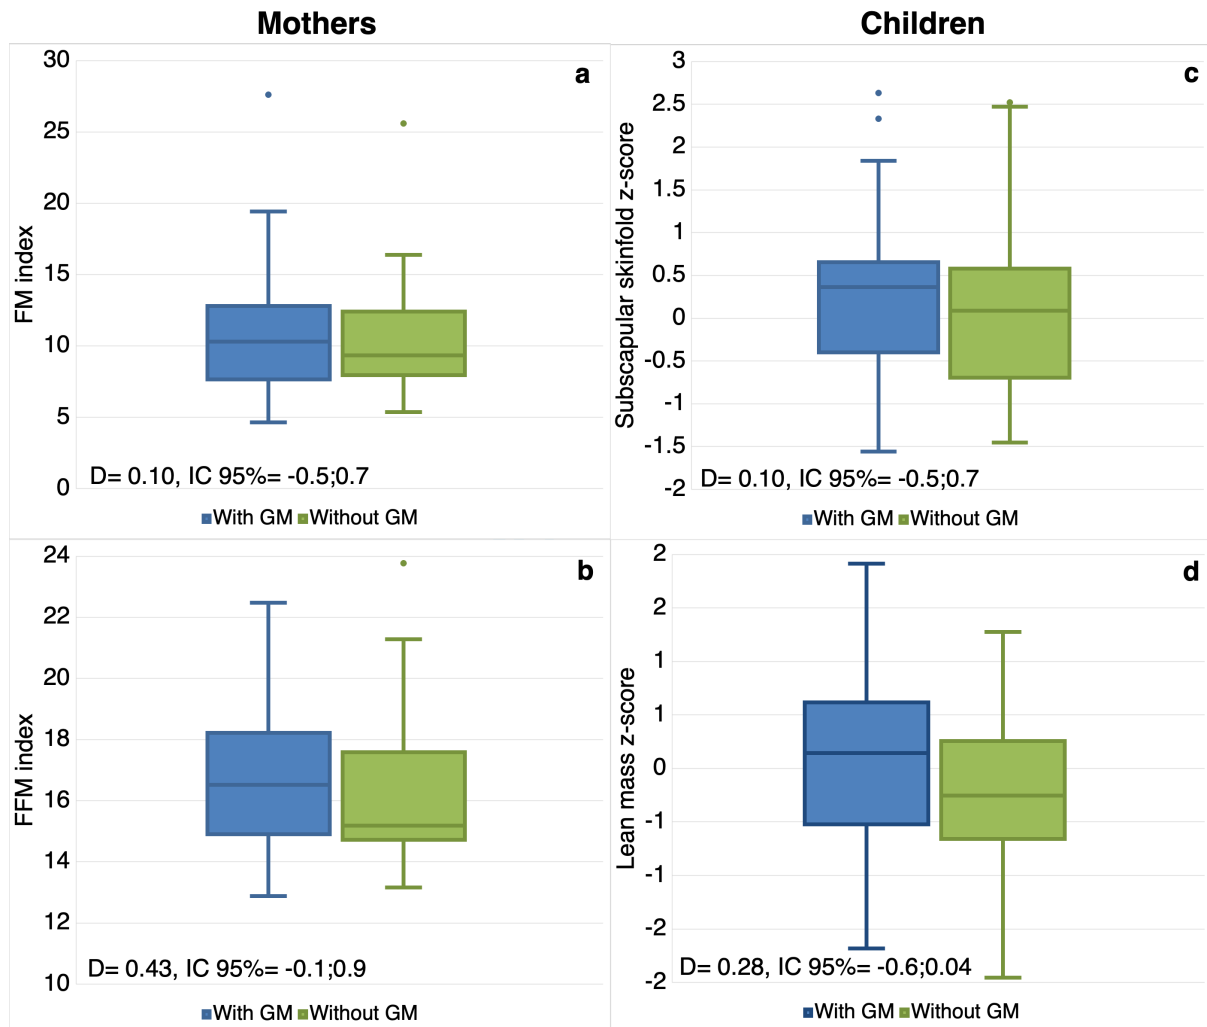 Mothers
Children
a
30
25
20
15
10
5
0
FM index
D= 0.10, IC 95%= -0.5;0.7
With GM Without GM
c
3
2.5
2
1.5
1
0.5
0
-0.5
-1
-1.5
-2
Subscapular skinfold z-score
D= 0.10, IC 95%= -0.5;0.7
With GM Without GM
b
24
22
20
18
16
14
12
10
FFM index
D= 0.43, IC 95%= -0.1;0.9
With GM Without GM
d
2
2
1
1
0
-1
-1
-2
-2
Lean mass z-score
D= 0.28, IC 95%= -0.6;0.04
With GM Without GM